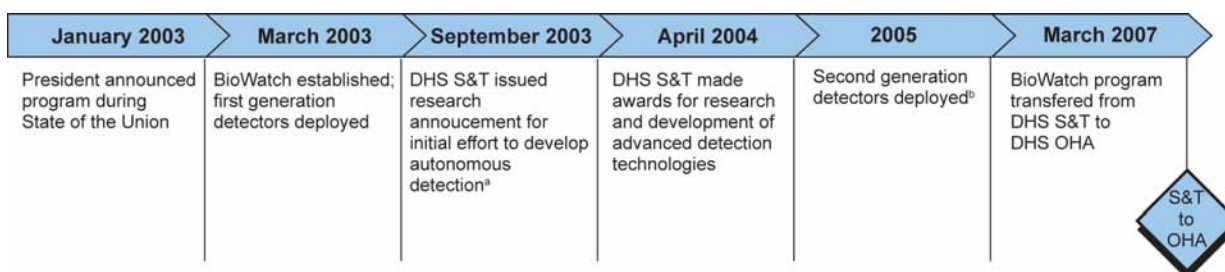 January 2003
March 2003
September 2003
April 2004
2005
March 2007
President announced
program during
State of the Union
BioWatch established;
first generation
detectors deployed
DHS S&T issued
research
annoucement for
initial effort to develop
autonomous
detectionᵃ
DHS S&T made
awards for research
and development of
advanced detection
technologies
Second generation
detectors deployedᵇ
BioWatch program
transfered from
DHS S&T to
DHS OHA
S&T
to
OHA